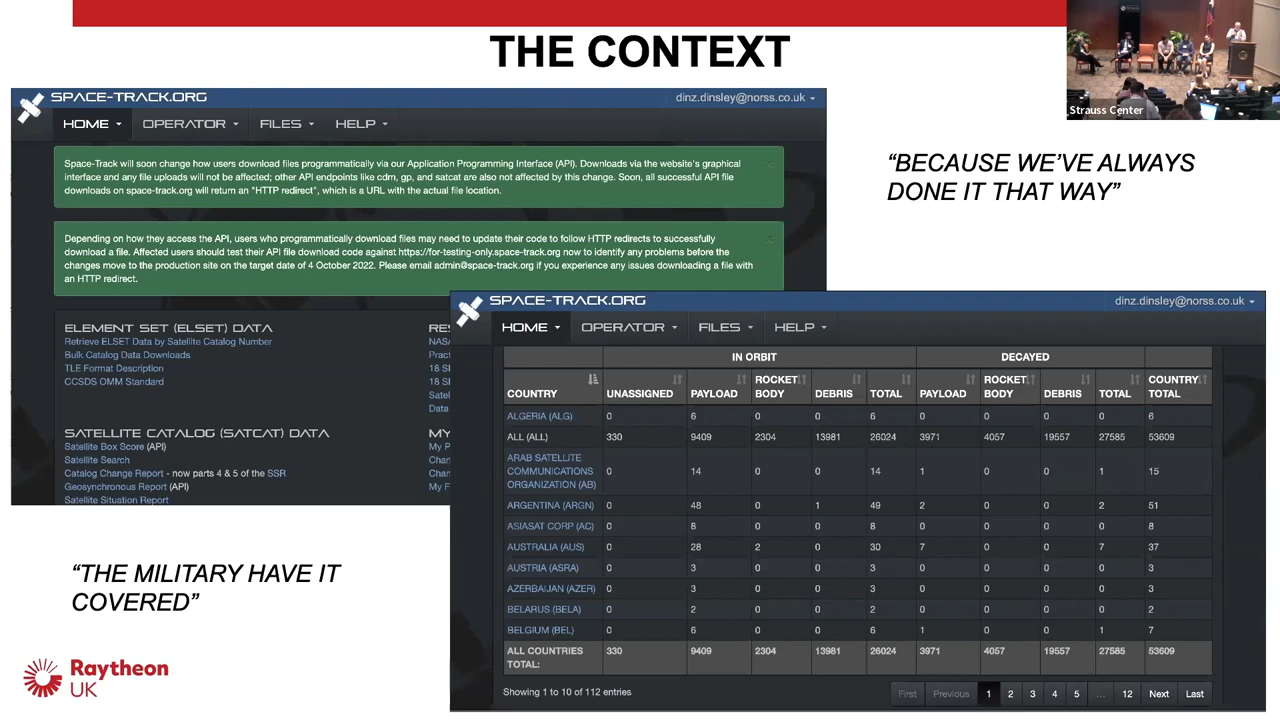 THE CONTEXT
Strauss Center
SPACE-TRACK.ORG
dinz.dinsley@norss.co.uk
HOME OPERATOR FILES HELP
Space-Track will soon change how users download files programmatically via our Application Programming Interface (API). Downloads via the website's graphical
interface and any file uploads will not be affected; other API endpoints like cdm, gp, and satcat are also not affected by this change. Soon, all successful API file
downloads on space-track.org will return an "HTTP redirect", which is a URL with the actual file location.
Depending on how they access the API, users who programmatically download files may need to update their code to follow HTTP redirects to successfully
download a file. Affected users should test their API file download code against https://for-testing-only.space-track.org now to identify any problems before the
changes move to the production site on the target date of 4 October 2022. Please email admin@space-track.org if you experience any issues downloading a file with
an HTTP redirect.
ELEMENT SET (ELSET) DATA
Retrieve ELSET Data by Satellite Catalog Number
Bulk Catalog Data Downloads
TLE Format Description
CCSDS OMM Standard
RE
NAS
Pract
18 S
18 S
Satel
Data
SATELLITE CATALOG (SATCAT) DATA
Satellite Box Score (API)
Satellite Search
Catalog Change Report - now parts 4 & 5 of the SSR
Geosynchronous Report (API)
Satellite Situation Report
MY
My P
Chan
Chan
My F
“BECAUSE WE’VE ALWAYS
DONE IT THAT WAY”
SPACE-TRACK.ORG
dinz.dinsley@norss.co.uk
HOME OPERATOR FILES HELP
IN ORBIT DECAYED
COUNTRY UNASSIGNED PAYLOAD ROCKET BODY DEBRIS TOTAL PAYLOAD ROCKET BODY DEBRIS TOTAL COUNTRY TOTAL
ALGERIA (ALG) 0 6 0 0 6 0 0 0 0 6
ALL (ALL) 330 9409 2304 13981 26024 3971 4057 19557 27585 53609
ARAB SATELLITE COMMUNICATIONS ORGANIZATION (AB) 0 14 0 0 14 1 0 0 1 15
ARGENTINA (ARGN) 0 48 0 1 49 2 0 0 2 51
ASIASAT CORP (AC) 0 8 0 0 8 0 0 0 0 8
AUSTRALIA (AUS) 0 28 2 0 30 7 0 0 7 37
AUSTRIA (ASRA) 0 3 0 0 3 0 0 0 0 3
AZERBAIJAN (AZER) 0 3 0 0 3 0 0 0 0 3
BELARUS (BELA) 0 2 0 0 2 0 0 0 0 2
BELGIUM (BEL) 0 6 0 0 6 1 0 0 1 7
ALL COUNTRIES TOTAL: 330 9409 2304 13981 26024 3971 4057 19557 27585 53609
Showing 1 to 10 of 112 entries
First Previous 1 2 3 4 5 ... 12 Next Last
“THE MILITARY HAVE IT
COVERED”
Raytheon
UK